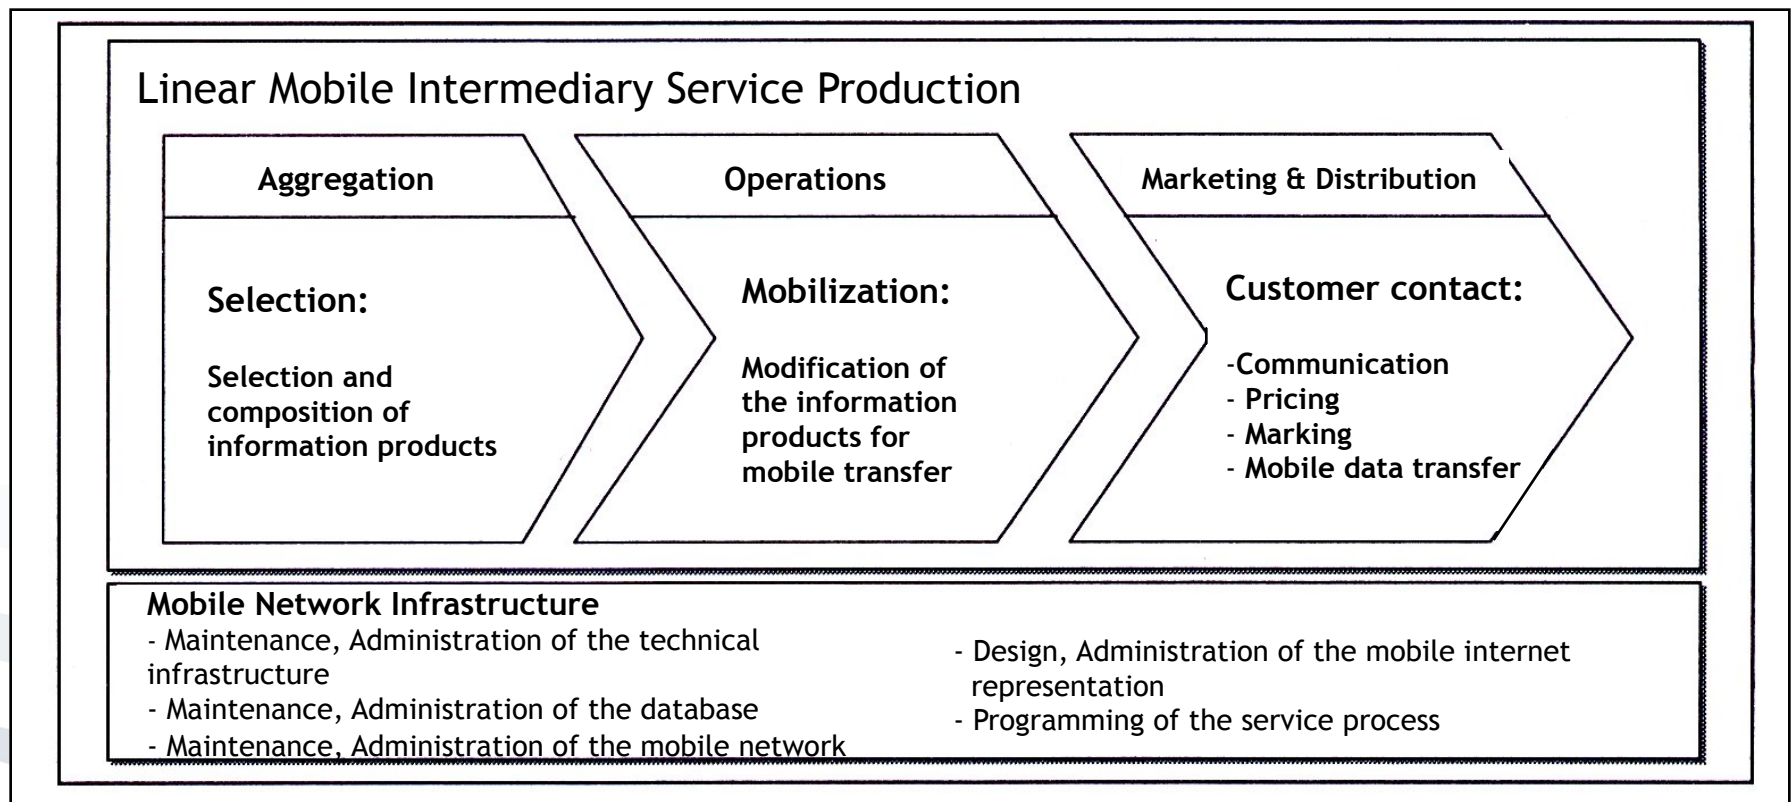 Linear Mobile Intermediary Service Production
Aggregation
Selection:
Selection and
composition of
information products
Operations
Mobilization:
Modification of
the information
products for
mobile transfer
Marketing & Distribution
Customer contact:
-Communication
- Pricing
- Marking
- Mobile data transfer
Mobile Network Infrastructure
- Maintenance, Administration of the technical
infrastructure
- Maintenance, Administration of the database
- Maintenance, Administration of the mobile network
- Design, Administration of the mobile internet
representation
- Programming of the service process